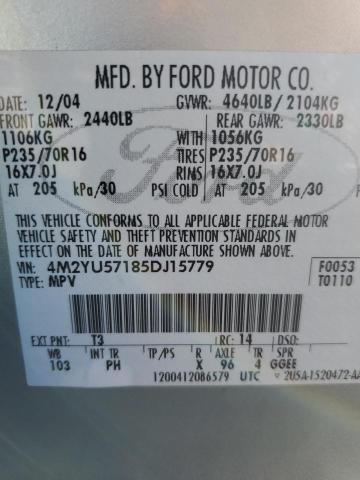 MFD. BY FORD MOTOR CO.
DATE: 12/04 GVWR: 4640LB/ 2104KG
FRONT GAWR: 2440LB REAR GAWR: 2330LB
1106KG WITH 1056KG
P235/70R16 TIRES P235/70R16
16X7.0J RIMS 16X7.0J
AT 205 kPa/30 PSI COLD AT 205 kPa/30
THIS VEHICLE CONFORMS TO ALL APPLICABLE FEDERAL MOTOR
VEHICLE SAFETY AND THEFT PREVENTION STANDARDS IN
EFFECT ON THE DATE OF MANUFACTURE SHOWN ABOVE.
VIN: 4M2YU57185DJ15779 F0053
TYPE: MPV T0110
EXT PNT: T3 RC: 14 DSO:
WB INT TR TP/PS R AXLE TR SPR
103 PH X 96 4 GGEE
Ford
1200412086579 UTC 2U5A-1520472-AA